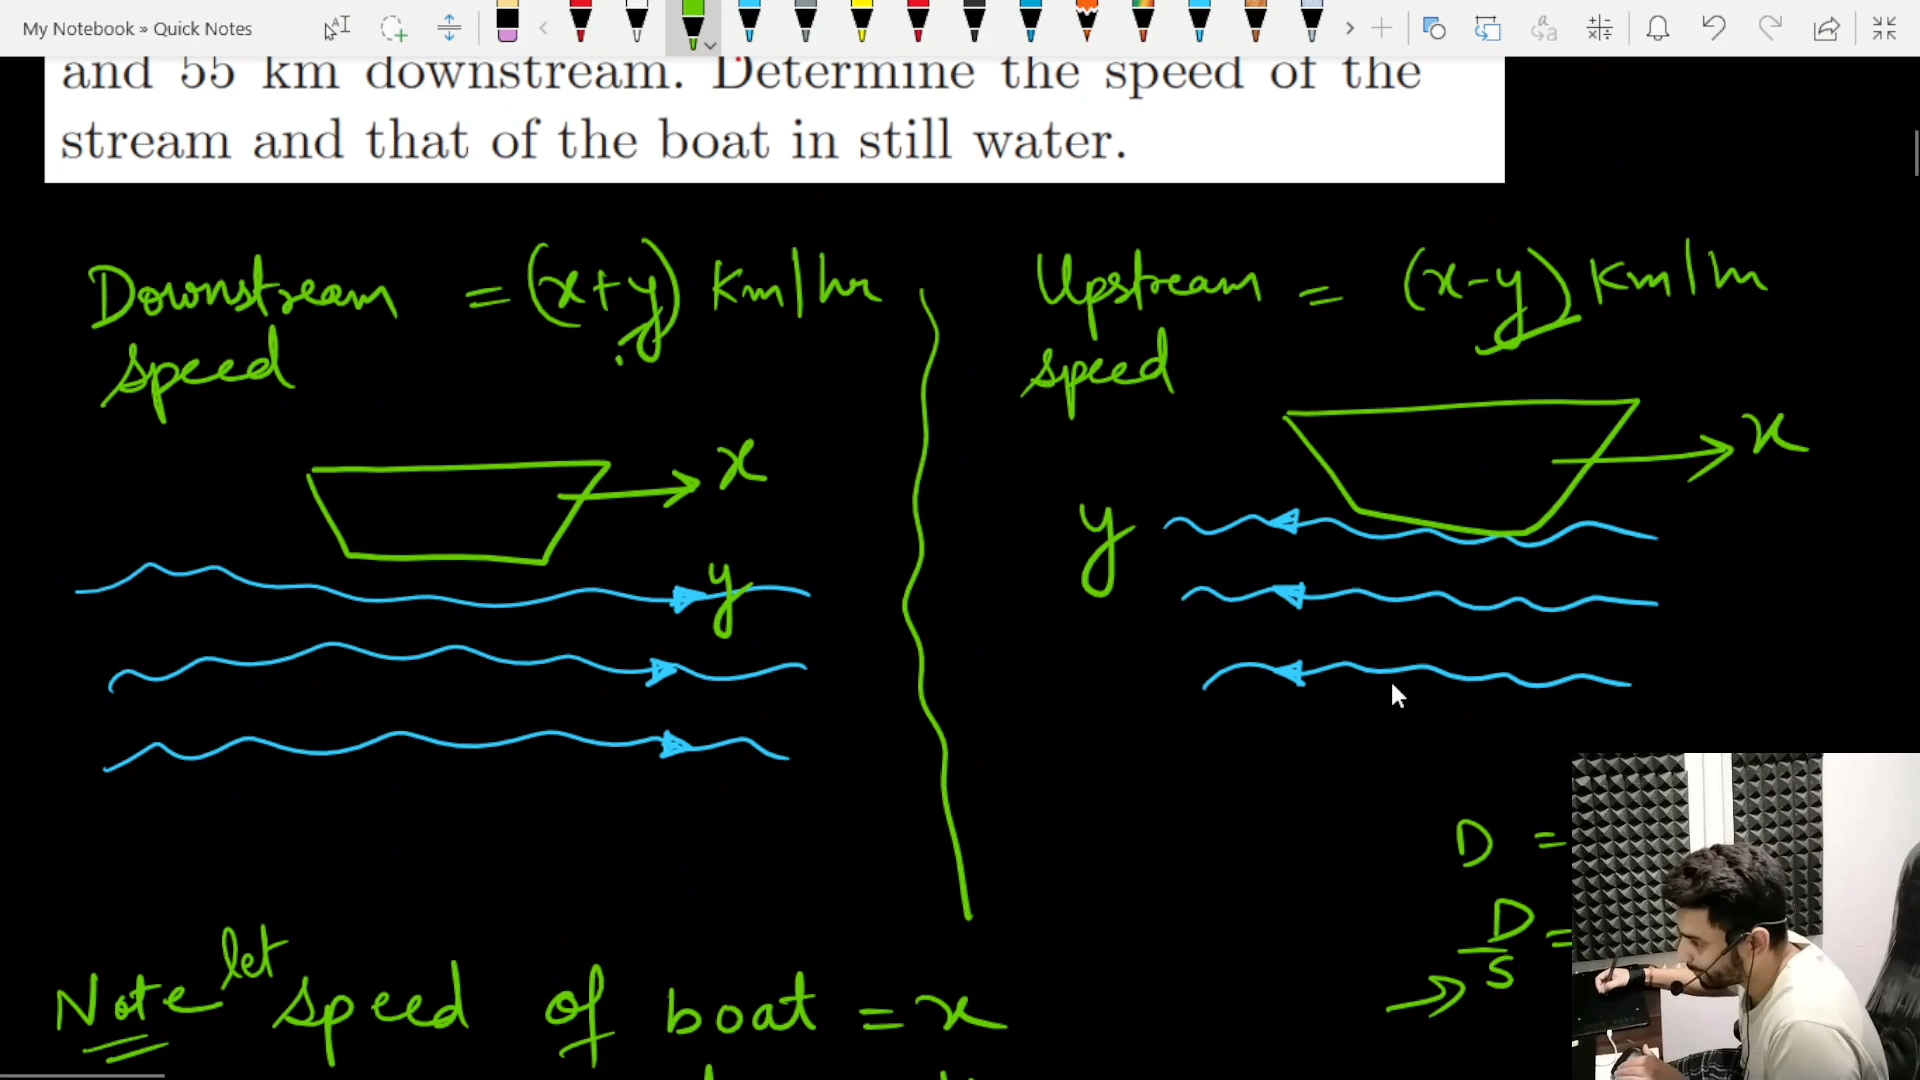 My Notebook » Quick Notes
and 55 km downstream. Determine the speed of the
stream and that of the boat in still water.
Downstream speed = (x+y) Km/hr
Upstream speed = (x-y) Km/hr
x
x
y
y
D =
D/S =
Note let speed of boat = x